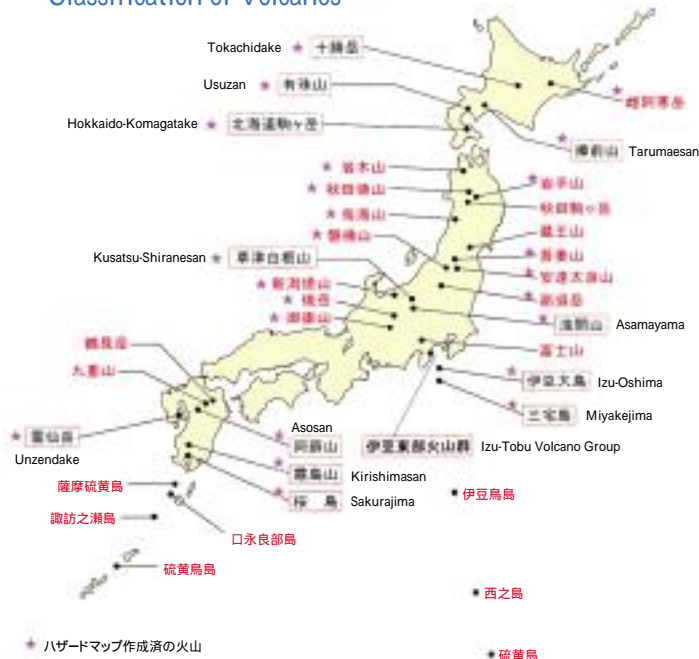 Classification of Volcanoes
Tokachidake ★ 十勝岳
Usuzan ★ 有珠山
★ 雌阿寒岳
Hokkaido-Komagatake ★ 北海道駒ヶ岳
★ 樽前山 Tarumaesan
★ 岩木山
★ 秋田焼山
★ 岩手山
秋田駒ヶ岳
★ 鳥海山
蔵王山
★ 磐梯山
Kusatsu-Shiranesan ★ 草津白根山
★ 吾妻山
★ 安達太良山
★ 新潟焼山
★ 那須岳
★ 焼岳
★ 御嶽山
★ 浅間山 Asamayama
鶴見岳
富士山
九重山
★ 伊豆大島 Izu-Oshima
★ 三宅島 Miyakejima
Asosan
★ 雲仙岳
★ 阿蘇山
伊豆東部火山群 Izu-Tobu Volcano Group
Unzendake
★ 霧島山 Kirishimasan
薩摩硫黄島
★ 桜 島 Sakurajima
伊豆鳥島
諏訪之瀬島
口永良部島
硫黄鳥島
西之島
★ ハザードマップ作成済の火山
硫黄島